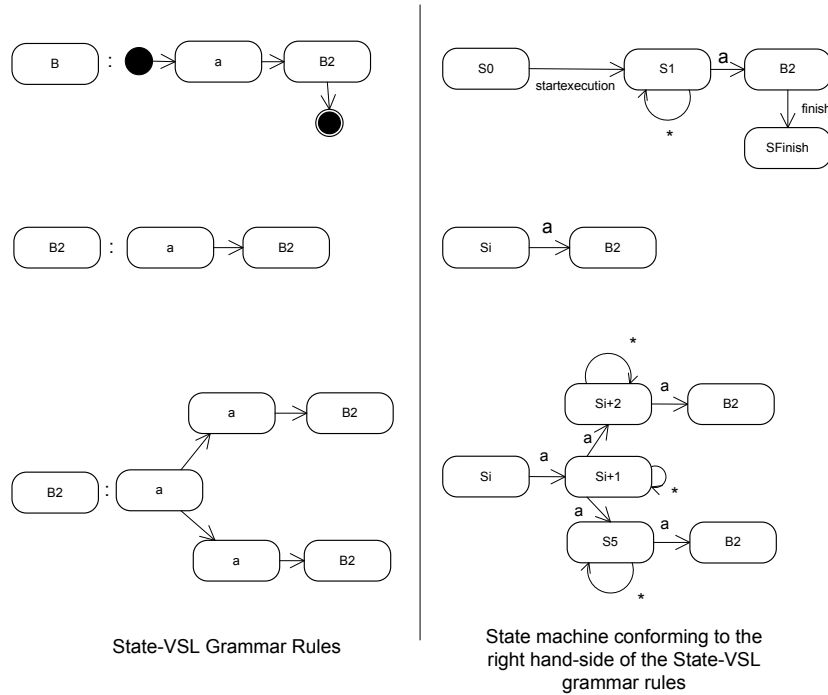 B
:
a
B2
S0
startexecution
S1
*
a
B2
finish
SFinish
B2
:
a
B2
Si
a
B2
a
B2
B2
:
a
a
B2
*
Si+2
a
B2
a
Si
a
Si+1
*
a
S5
a
B2
*
State-VSL Grammar Rules
State machine conforming to the
right hand-side of the State-VSL
grammar rules